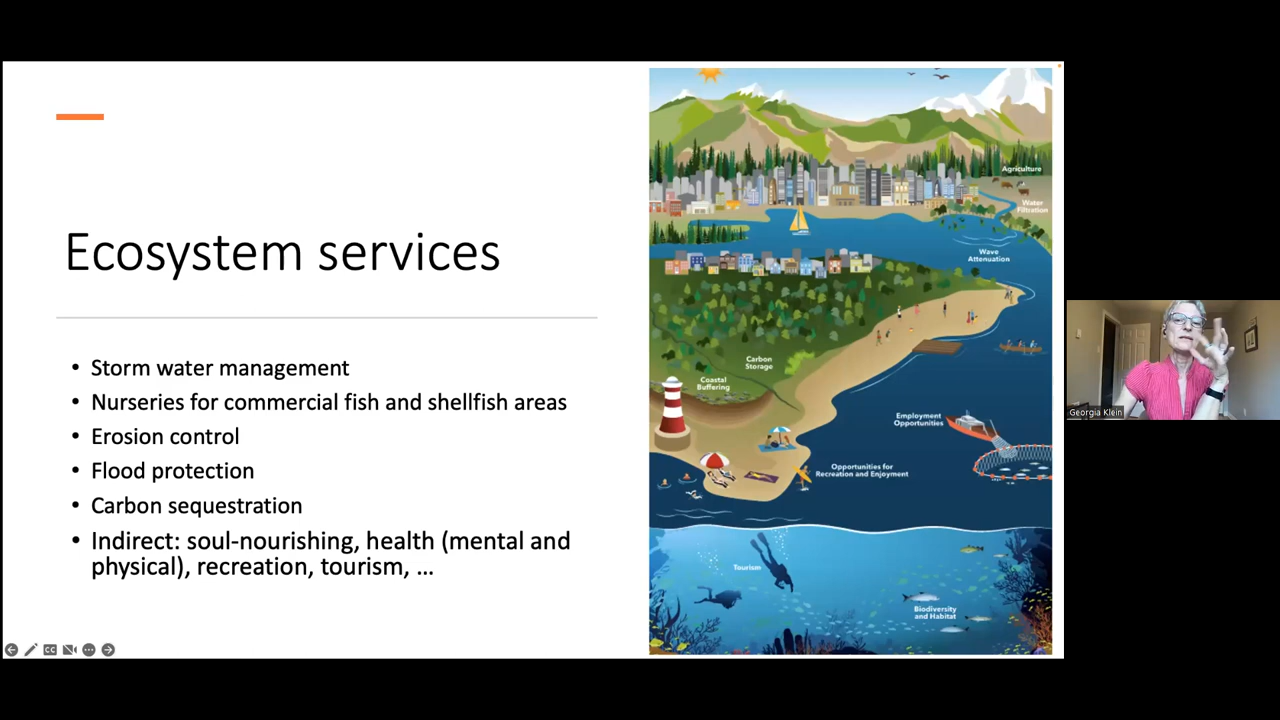 Ecosystem services
• Storm water management
• Nurseries for commercial fish and shellfish areas
• Erosion control
• Flood protection
• Carbon sequestration
• Indirect: soul-nourishing, health (mental and
physical), recreation, tourism, ...
Agriculture
Water
Filtration
Wave
Attenuation
Carbon
Storage
Coastal
Buffering
Employment
Opportunities
Opportunities for
Recreation and Enjoyment
Tourism
Biodiversity
and Habitat
CC
Georgia Klein